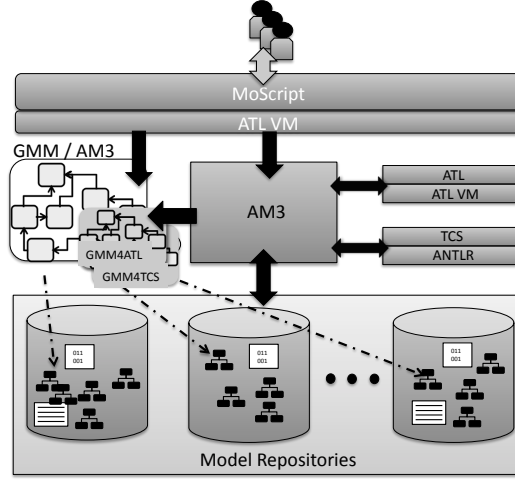 MoScript
ATL VM
GMM / AM3
AM3
ATL
ATL VM
TCS
ANTLR
GMM4ATL
GMM4TCS
011
001
011
001
011
001
Model Repositories